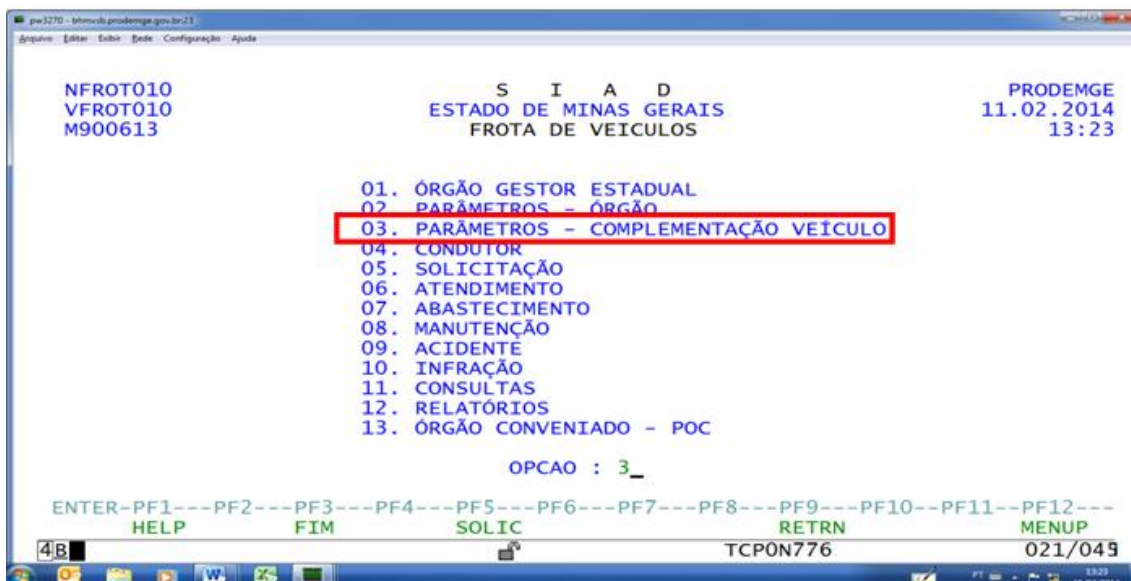 pw3270 - bhmvsb.prodemge.gov.br:23
Arquivo Editar Exibir Rede Configuração Ajuda
NFROT010 S I A D PRODEMGE
VFROT010 ESTADO DE MINAS GERAIS 11.02.2014
M900613 FROTA DE VEICULOS 13:23
01. ÓRGÃO GESTOR ESTADUAL
02. PARÂMETROS - ÓRGÃO
03. PARÂMETROS - COMPLEMENTAÇÃO VEÍCULO
04. CONDUTOR
05. SOLICITAÇÃO
06. ATENDIMENTO
07. ABASTECIMENTO
08. MANUTENÇÃO
09. ACIDENTE
10. INFRAÇÃO
11. CONSULTAS
12. RELATÓRIOS
13. ÓRGÃO CONVENIADO - POC
OPCAO : 3_
ENTER-PF1---PF2---PF3---PF4---PF5---PF6---PF7---PF8---PF9---PF10--PF11--PF12---
HELP FIM SOLIC RETRN MENUP
4B TCP0N776 021/045
PT 13:23